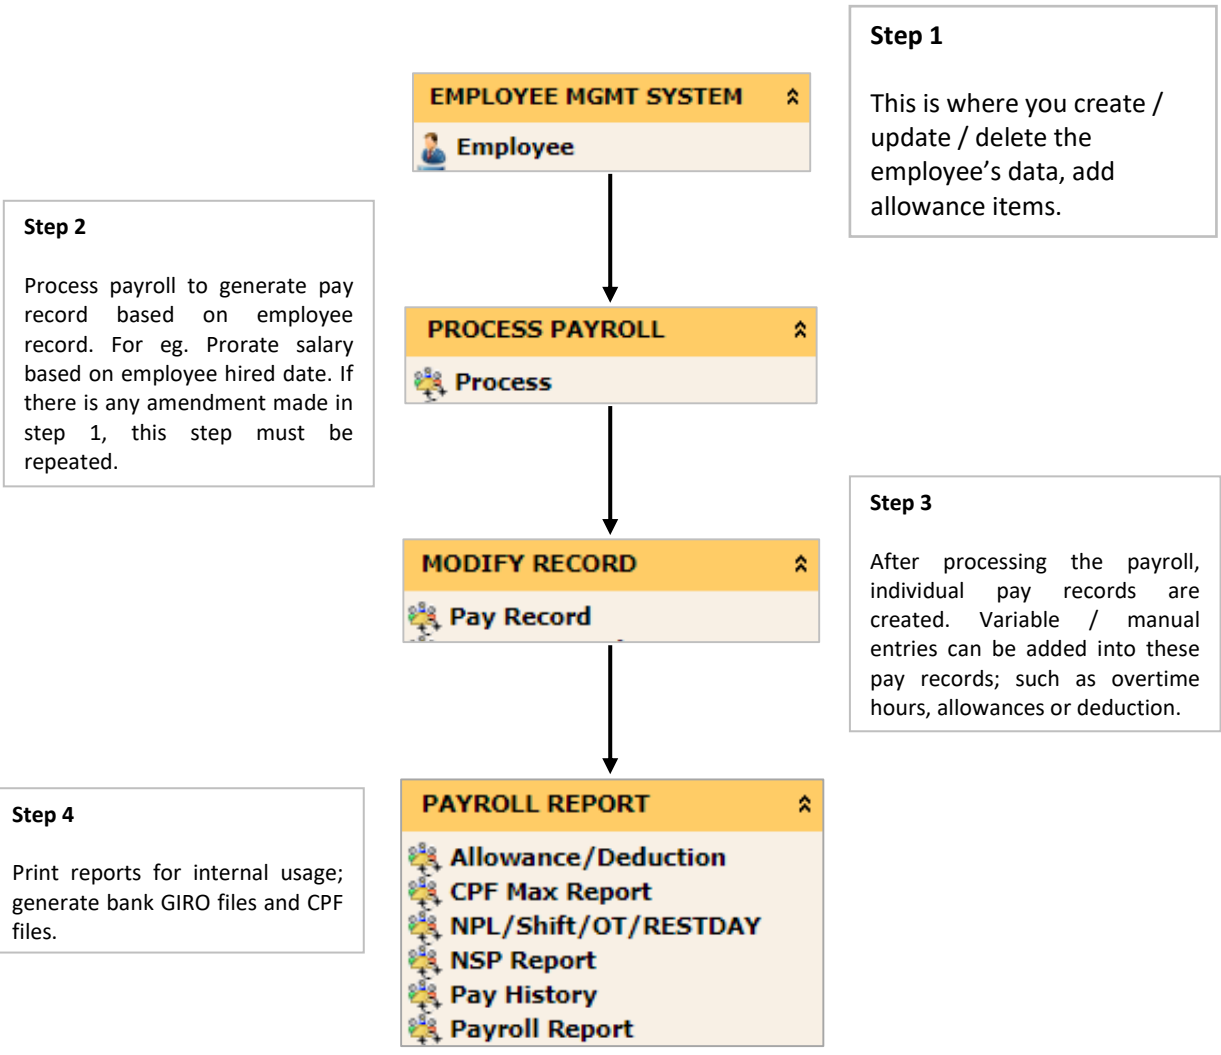 Step 1
This is where you create /
update / delete the
employee’s data, add
allowance items.
EMPLOYEE MGMT SYSTEM
Employee
Step 2
Process payroll to generate pay
record based on employee
record. For eg. Prorate salary
based on employee hired date. If
there is any amendment made in
step 1, this step must be
repeated.
PROCESS PAYROLL
Process
MODIFY RECORD
Pay Record
Step 3
After processing the payroll,
individual pay records are
created. Variable / manual
entries can be added into these
pay records; such as overtime
hours, allowances or deduction.
Step 4
Print reports for internal usage;
generate bank GIRO files and CPF
files.
PAYROLL REPORT
Allowance/Deduction
CPF Max Report
NPL/Shift/OT/RESTDAY
NSP Report
Pay History
Payroll Report